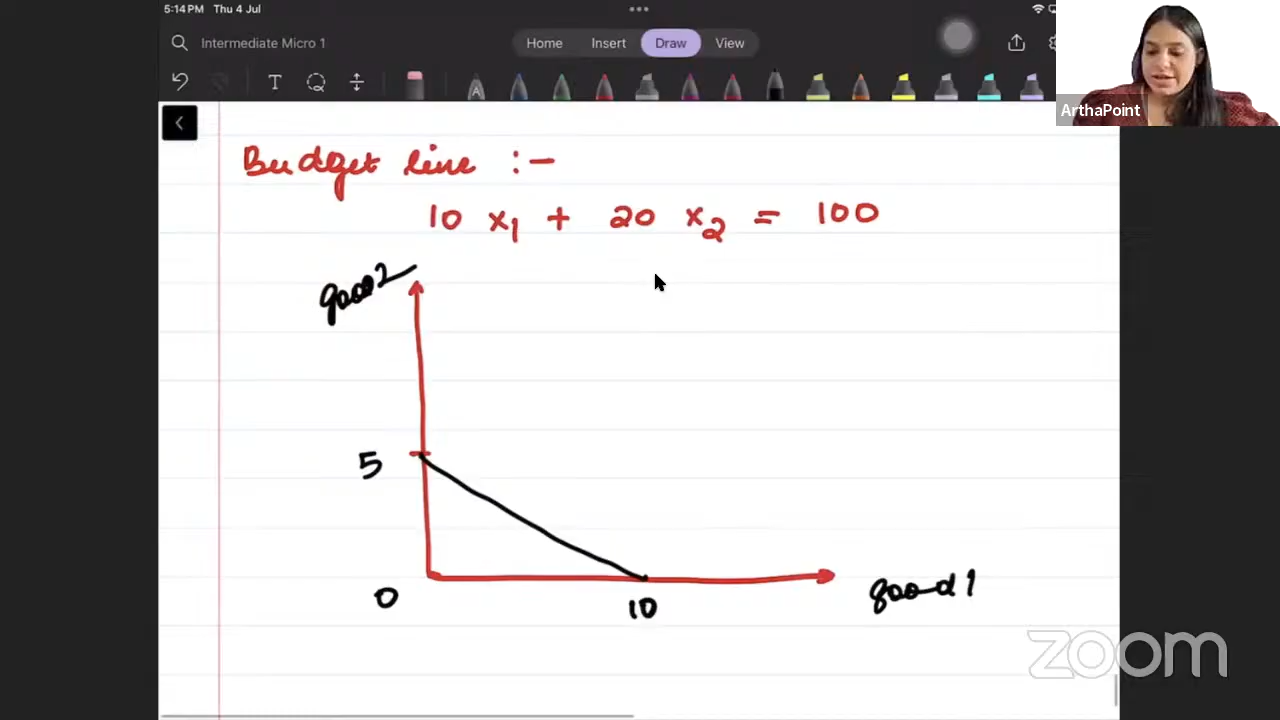 5:14 PM Thu 4 Jul
Intermediate Micro 1
Home Insert Draw View
T
A
ArthaPoint
Budget line :-
10 x₁ + 20 x₂ = 100
good 2
5
0
10
good 1
zoom